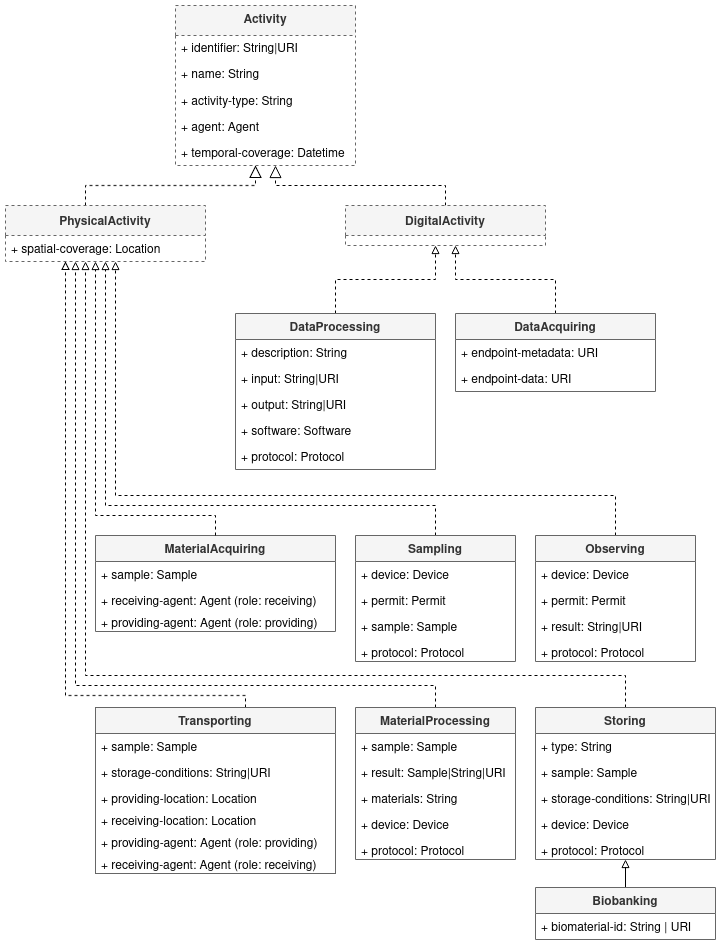 Activity
+ identifier: String|URI
+ name: String
+ activity-type: String
+ agent: Agent
+ temporal-coverage: Datetime
PhysicalActivity
+ spatial-coverage: Location
DigitalActivity
DataProcessing
+ description: String
+ input: String|URI
+ output: String|URI
+ software: Software
+ protocol: Protocol
DataAcquiring
+ endpoint-metadata: URI
+ endpoint-data: URI
MaterialAcquiring
+ sample: Sample
+ receiving-agent: Agent (role: receiving)
+ providing-agent: Agent (role: providing)
Sampling
+ device: Device
+ permit: Permit
+ sample: Sample
+ protocol: Protocol
Observing
+ device: Device
+ permit: Permit
+ result: String|URI
+ protocol: Protocol
Transporting
+ sample: Sample
+ storage-conditions: String|URI
+ providing-location: Location
+ receiving-location: Location
+ providing-agent: Agent (role: providing)
+ receiving-agent: Agent (role: receiving)
MaterialProcessing
+ sample: Sample
+ result: Sample|String|URI
+ materials: String
+ device: Device
+ protocol: Protocol
Storing
+ type: String
+ sample: Sample
+ storage-conditions: String|URI
+ device: Device
+ protocol: Protocol
Biobanking
+ biomaterial-id: String | URI